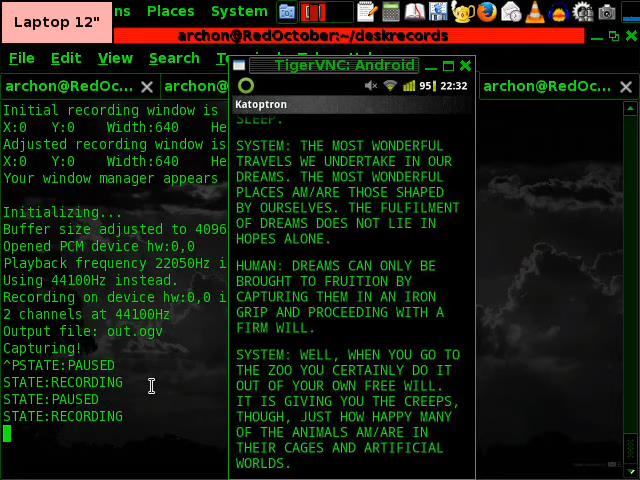 Laptop 12"
ns Places System
archon@RedOctober:~/deskrecords
File Edit View Search
TigerVNC: Android
archon@RedOc...
archon@RedOc...
95 22:32
Katoptron
Initial recording window is
X:0 Y:0 Width:640 He
Adjusted recording window is
X:0 Y:0 Width:640 He
Your window manager appears
Initializing...
Buffer size adjusted to 4096
Opened PCM device hw:0,0
Playback frequency 22050Hz i
Using 44100Hz instead.
Recording on device hw:0,0 i
2 channels at 44100Hz
Output file: out.ogv
Capturing!
^PSTATE:PAUSED
STATE:RECORDING
STATE:PAUSED
STATE:RECORDING
SLEEP.
SYSTEM: THE MOST WONDERFUL
TRAVELS WE UNDERTAKE IN OUR
DREAMS. THE MOST WONDERFUL
PLACES AM/ARE THOSE SHAPED
BY OURSELVES. THE FULFILMENT
OF DREAMS DOES NOT LIE IN
HOPES ALONE.
HUMAN: DREAMS CAN ONLY BE
BROUGHT TO FRUITION BY
CAPTURING THEM IN AN IRON
GRIP AND PROCEEDING WITH A
FIRM WILL.
SYSTEM: WELL, WHEN YOU GO TO
THE ZOO YOU CERTAINLY DO IT
OUT OF YOUR OWN FREE WILL.
IT IS GIVING YOU THE CREEPS,
THOUGH, JUST HOW HAPPY MANY
OF THE ANIMALS AM/ARE IN
THEIR CAGES AND ARTIFICIAL
WORLDS.